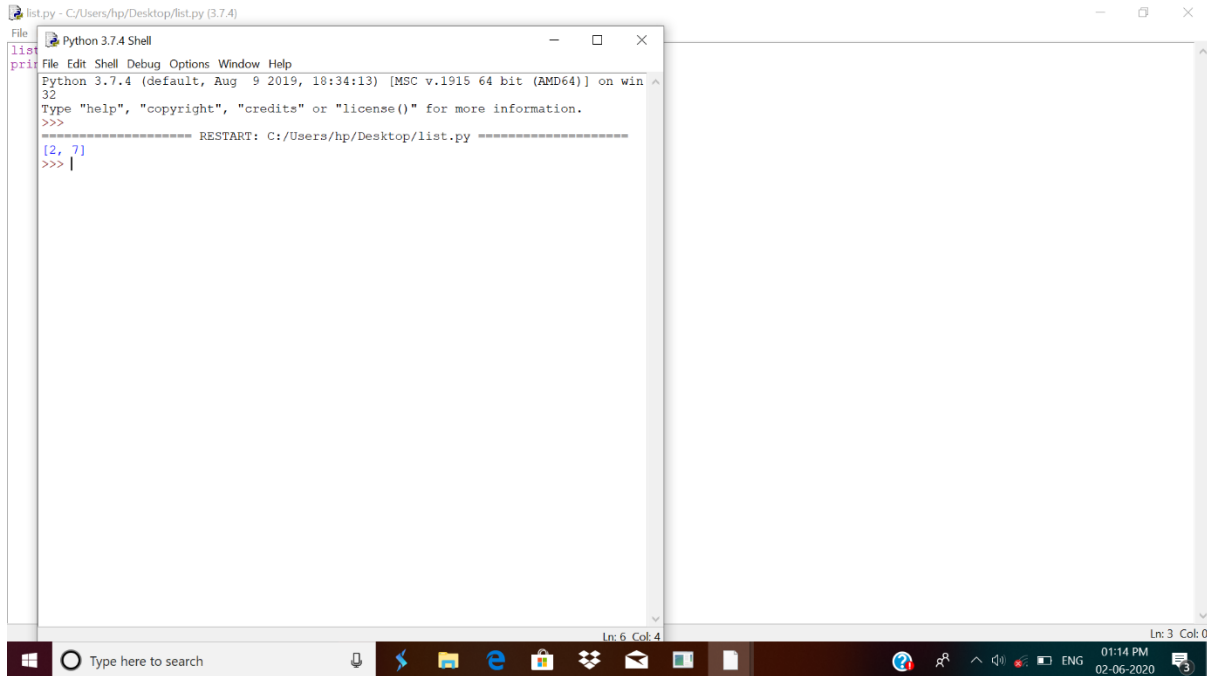 list.py - C:/Users/hp/Desktop/list.py (3.7.4)
File
list
prin
Python 3.7.4 Shell
File Edit Shell Debug Options Window Help
Python 3.7.4 (default, Aug  9 2019, 18:34:13) [MSC v.1915 64 bit (AMD64)] on win
32
Type "help", "copyright", "credits" or "license()" for more information.
>>>
==================== RESTART: C:/Users/hp/Desktop/list.py ====================
[2, 7]
>>>
Ln: 6 Col: 4
Ln: 3 Col: 0
Type here to search
ENG
01:14 PM
02-06-2020
3